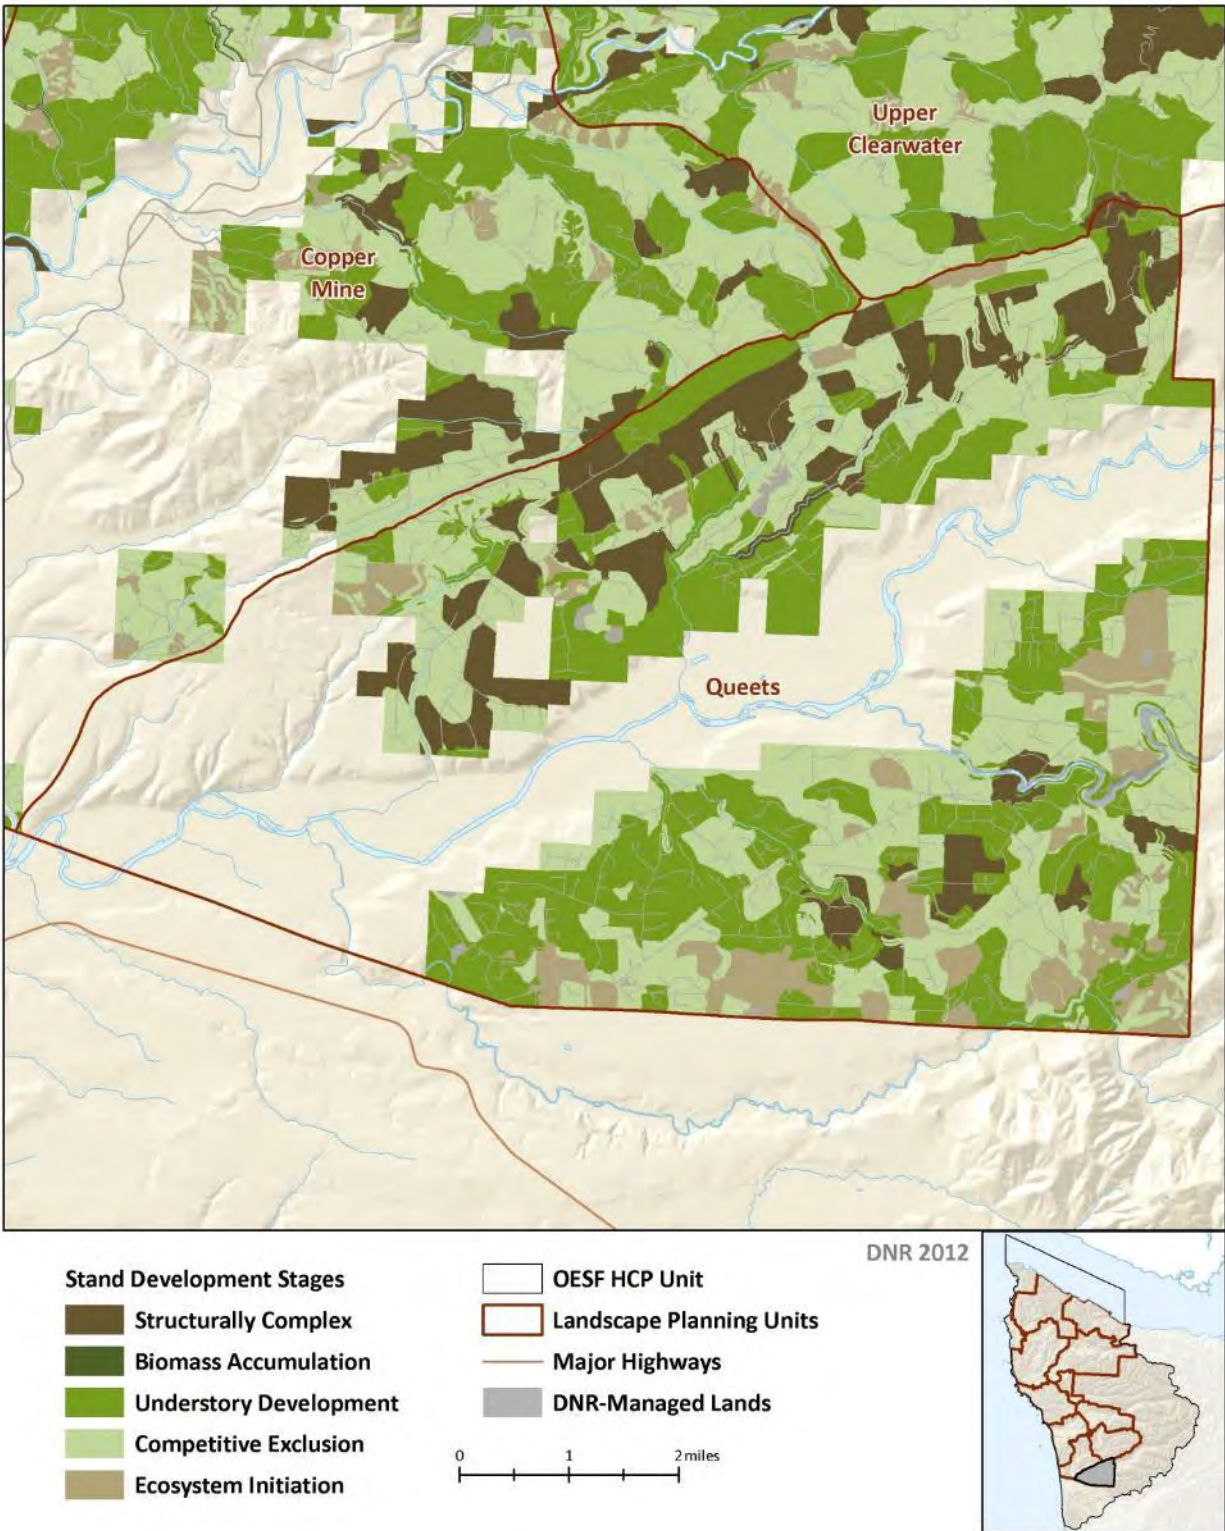 Upper
Clearwater
Copper
Mine
Queets
DNR 2012
Stand Development Stages
Structurally Complex
Biomass Accumulation
Understory Development
Competitive Exclusion
Ecosystem Initiation
OESF HCP Unit
Landscape Planning Units
Major Highways
DNR-Managed Lands
0 1 2 miles